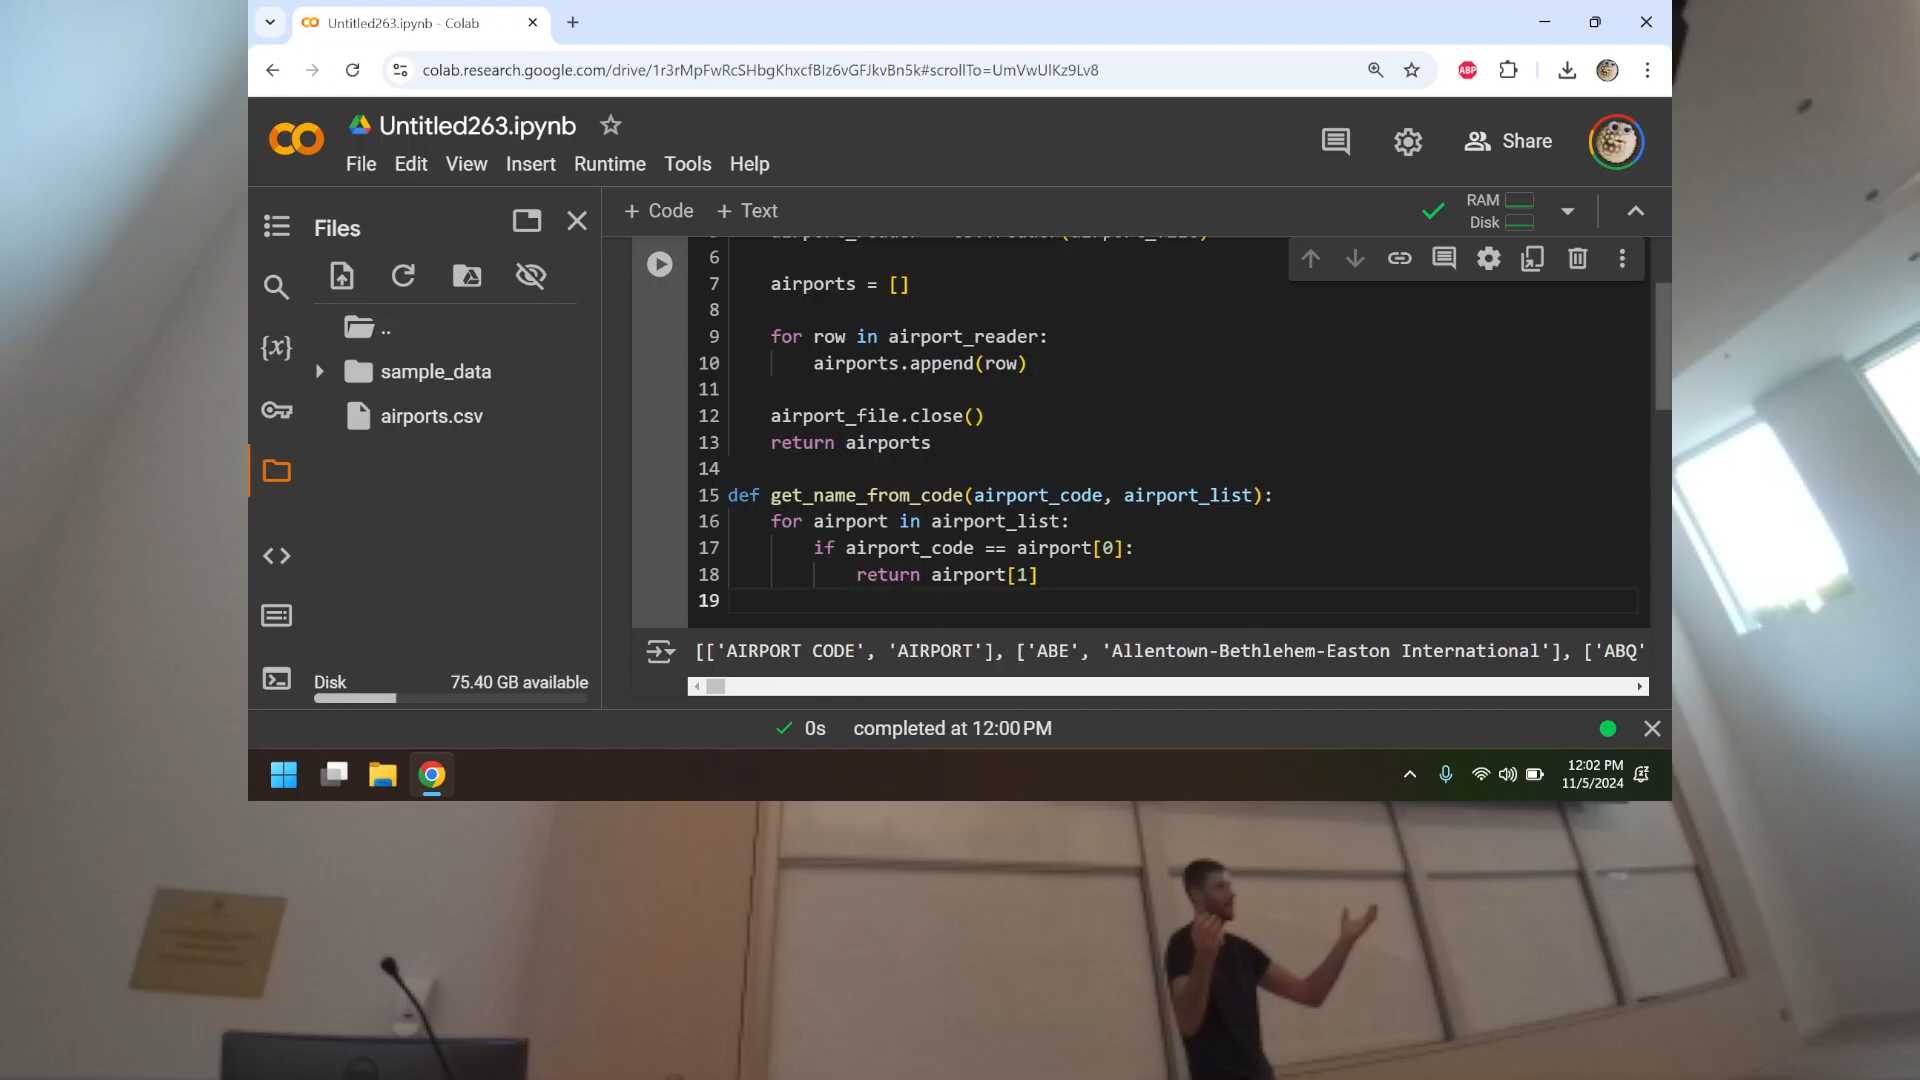 Untitled263.ipynb - Colab
colab.research.google.com/drive/1r3rMpFwRcSHbgKhxcfBIz6vGFJkvBn5k#scrollTo=UmVwUlKz9Lv8
ABP
Untitled263.ipynb
File Edit View Insert Runtime Tools Help
Share
Files
+ Code + Text
RAM
Disk
..
sample_data
airports.csv
Disk 75.40 GB available
6
7 airports = []
8
9 for row in airport_reader:
10 airports.append(row)
11
12 airport_file.close()
13 return airports
14
15 def get_name_from_code(airport_code, airport_list):
16 for airport in airport_list:
17 if airport_code == airport[0]:
18 return airport[1]
19
[['AIRPORT CODE', 'AIRPORT'], ['ABE', 'Allentown-Bethlehem-Easton International'], ['ABQ'
0s completed at 12:00 PM
12:02 PM
11/5/2024